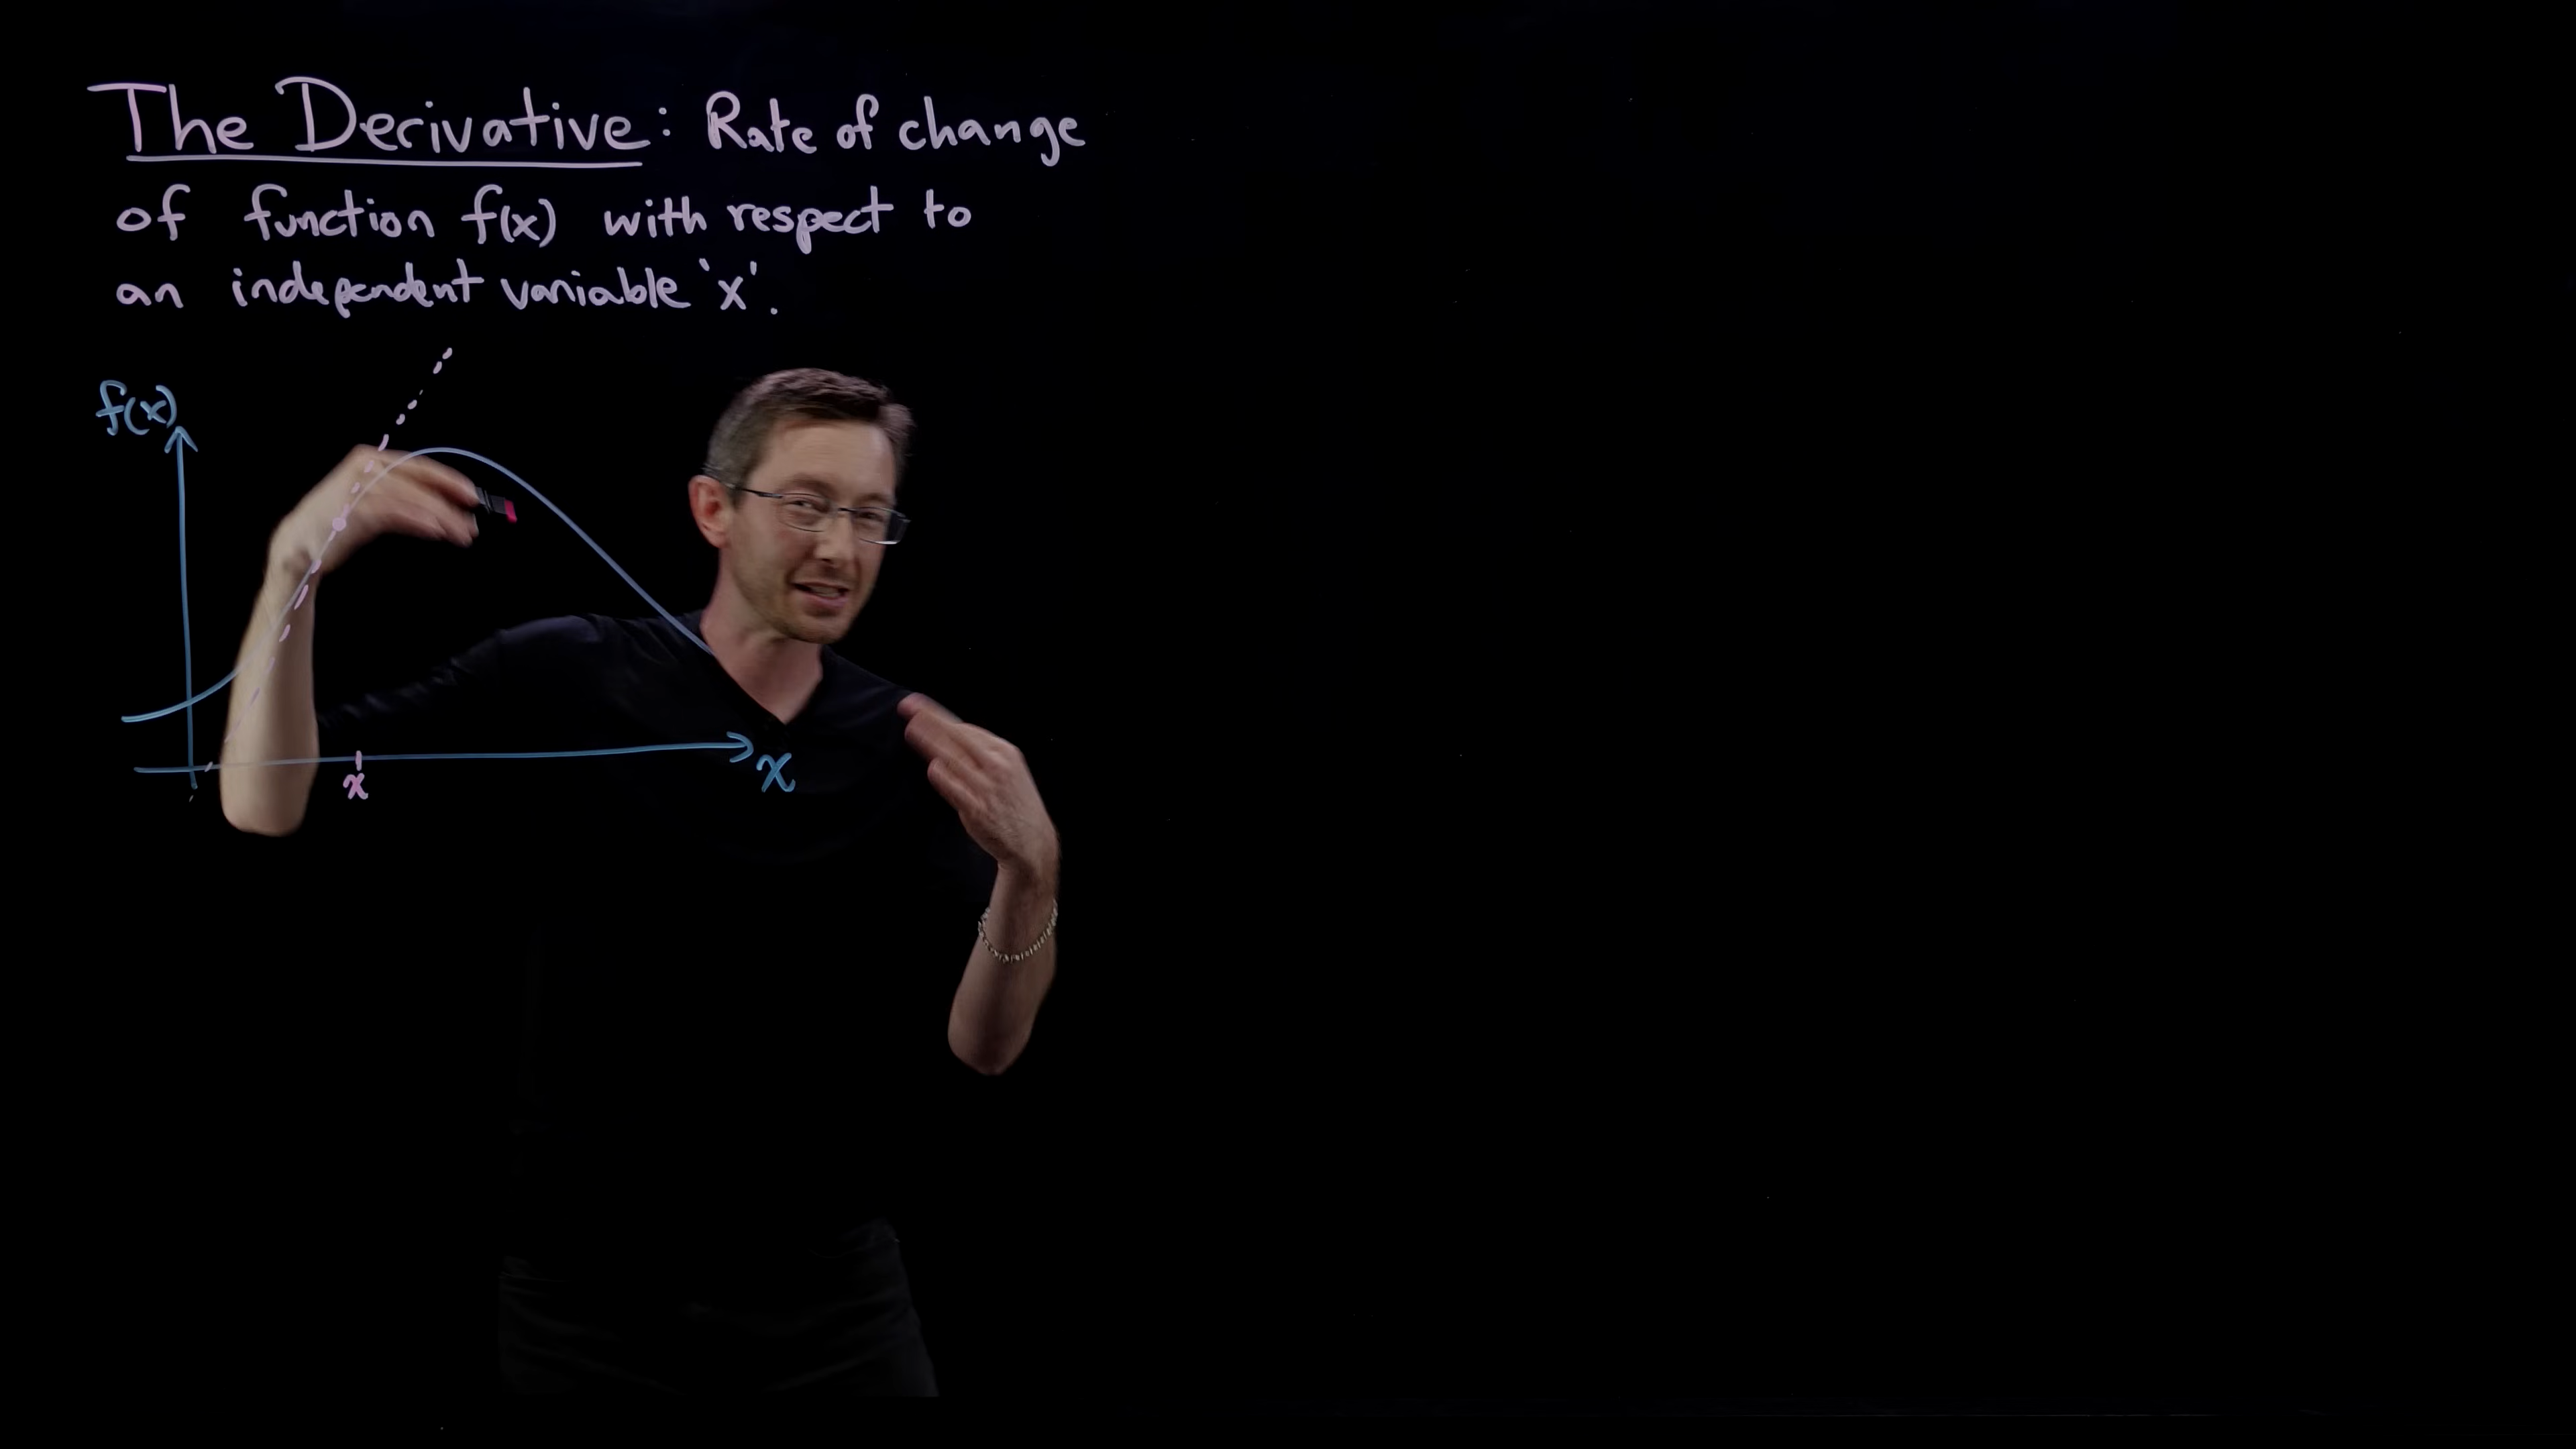 The Derivative: Rate of change
of function f(x) with respect to
an independent variable 'x'.
f(x)
x
x